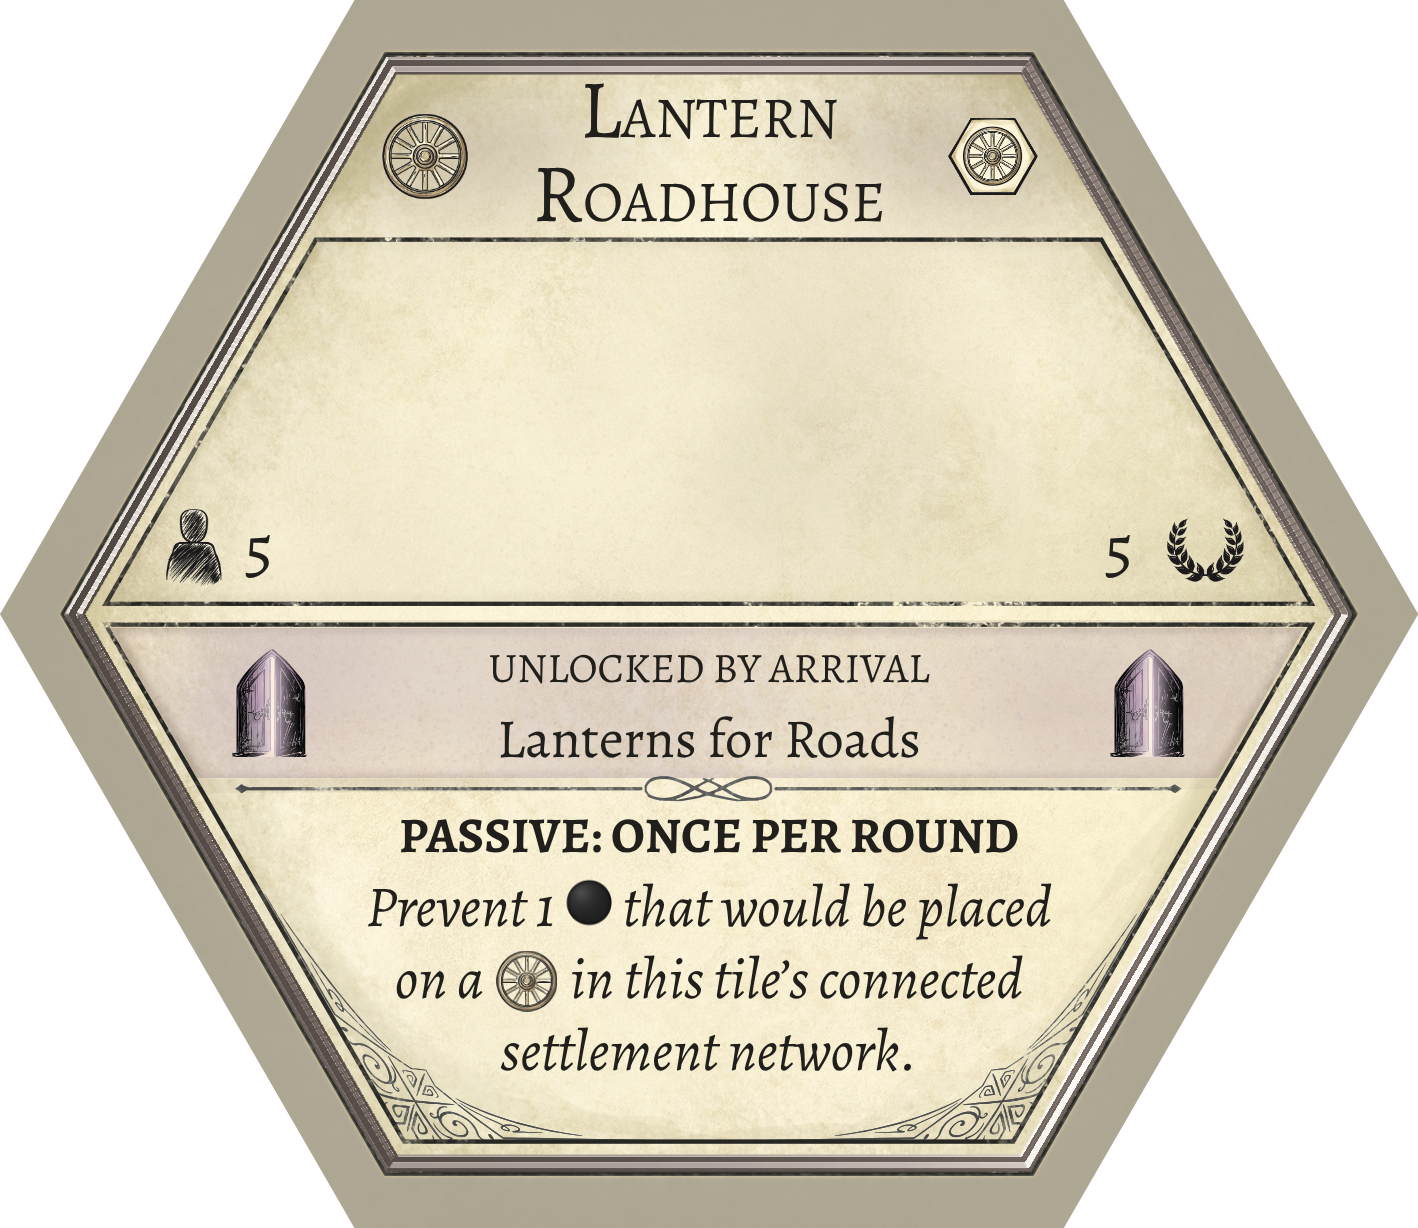 Lantern
Roadhouse
5
5
UNLOCKED BY ARRIVAL
Lanterns for Roads
PASSIVE: ONCE PER ROUND
Prevent 1 that would be placed
on a in this tile’s connected
settlement network.